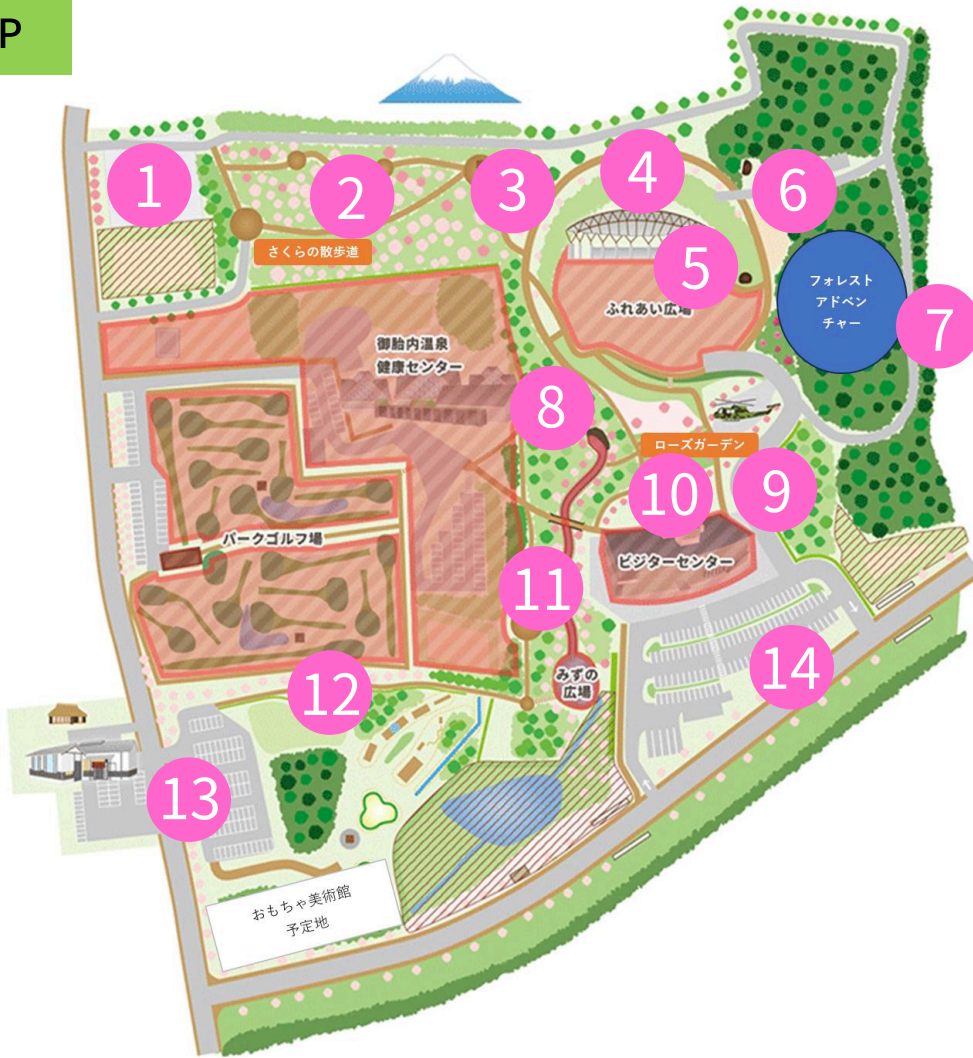 P
1
2
3
4
5
6
7
さくらの散歩道
ふれあい広場
フォレスト
アドベン
チャー
御胎内温泉
健康センター
8
ローズガーデン
9
10
パークゴルフ場
ビジターセンター
11
みずの
広場
12
13
14
おもちゃ美術館
予定地